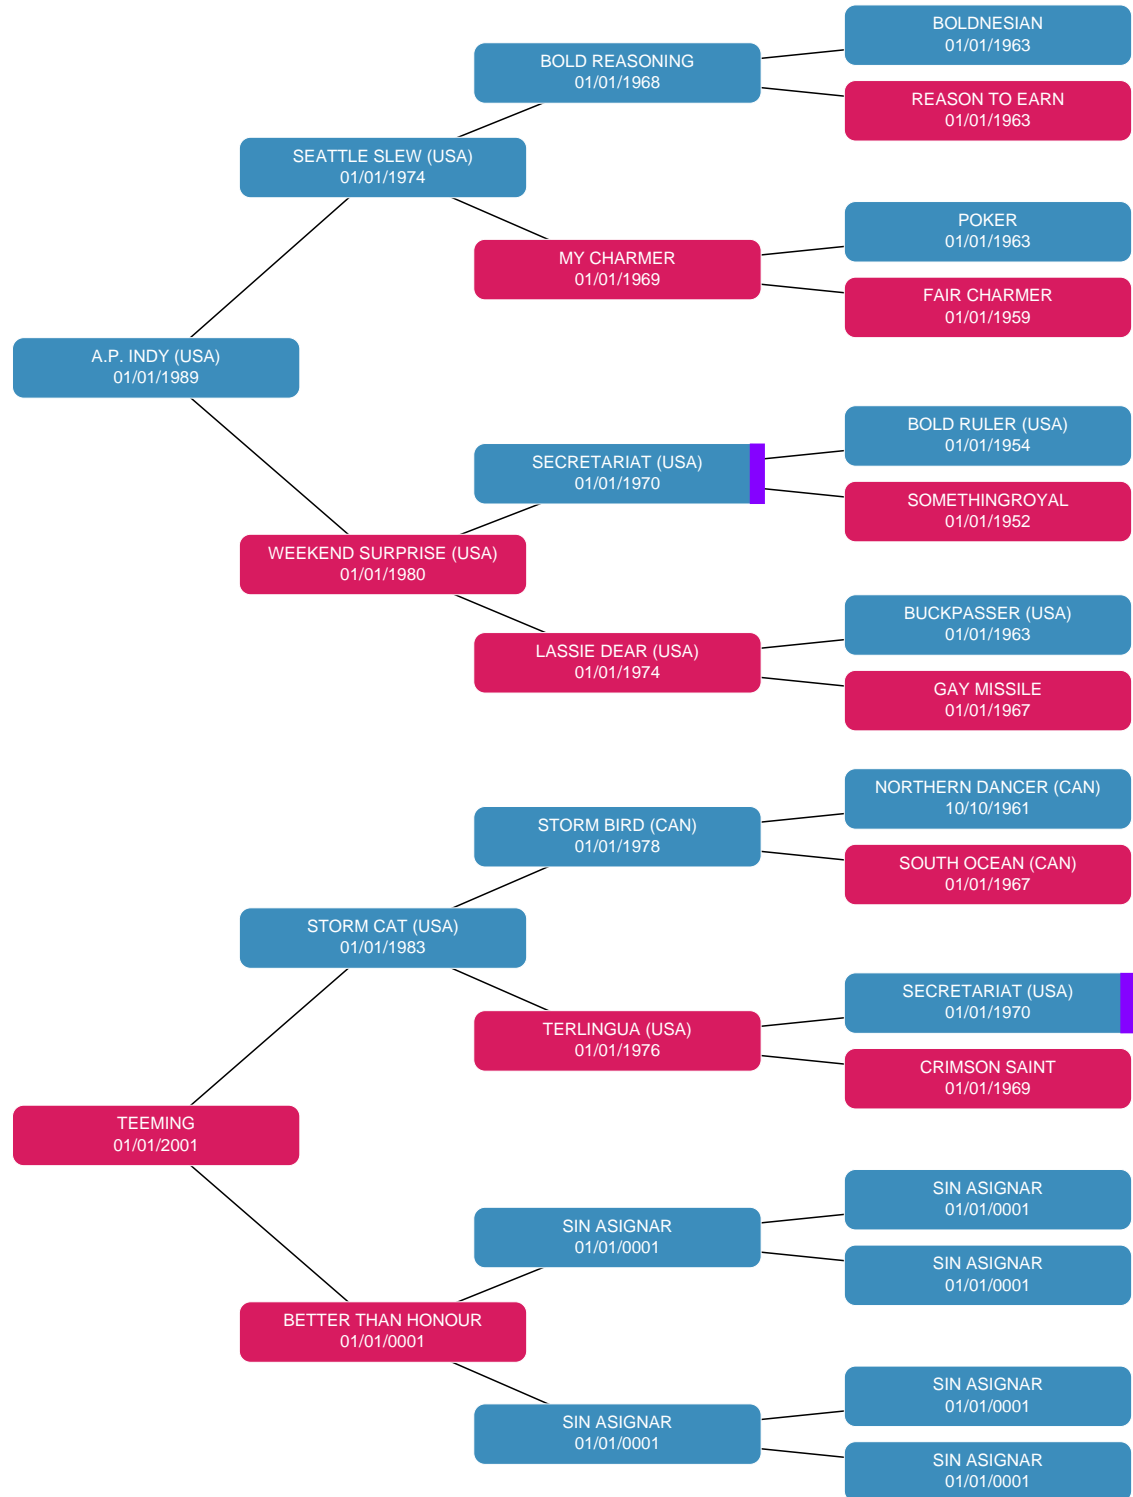 BOLDNESIAN
01/01/1963
BOLD REASONING
01/01/1968
REASON TO EARN
01/01/1963
SEATTLE SLEW (USA)
01/01/1974
POKER
01/01/1963
MY CHARMER
01/01/1969
FAIR CHARMER
01/01/1959
A.P. INDY (USA)
01/01/1989
BOLD RULER (USA)
01/01/1954
SECRETARIAT (USA)
01/01/1970
SOMETHINGROYAL
01/01/1952
WEEKEND SURPRISE (USA)
01/01/1980
BUCKPASSER (USA)
01/01/1963
LASSIE DEAR (USA)
01/01/1974
GAY MISSILE
01/01/1967
NORTHERN DANCER (CAN)
10/10/1961
STORM BIRD (CAN)
01/01/1978
SOUTH OCEAN (CAN)
01/01/1967
STORM CAT (USA)
01/01/1983
SECRETARIAT (USA)
01/01/1970
TERLINGUA (USA)
01/01/1976
CRIMSON SAINT
01/01/1969
TEEMING
01/01/2001
SIN ASIGNAR
01/01/0001
SIN ASIGNAR
01/01/0001
SIN ASIGNAR
01/01/0001
BETTER THAN HONOUR
01/01/0001
SIN ASIGNAR
01/01/0001
SIN ASIGNAR
01/01/0001
SIN ASIGNAR
01/01/0001